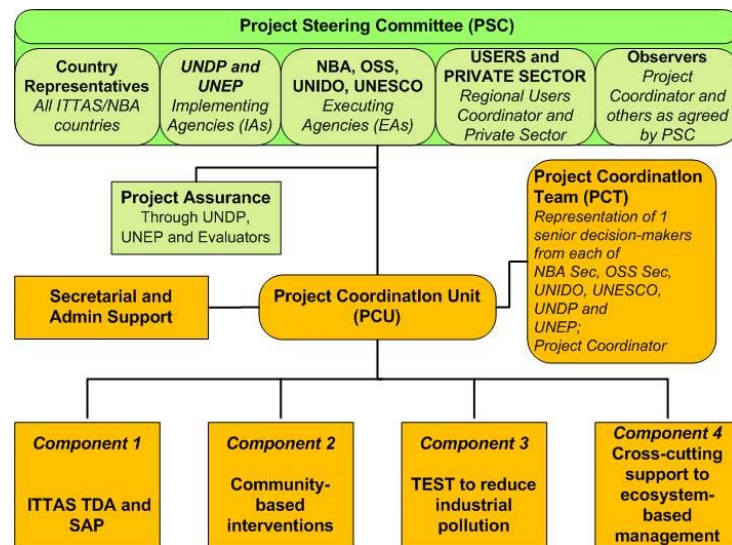 Project Steering Committee (PSC)
Country
Representatives
All ITTAS/NBA
countries
UNDP and
UNEP
Implementing
Agencies (IAs)
NBA, OSS,
UNIDO, UNESCO
Executing
Agencies (EAs)
USERS and
PRIVATE SECTOR
Regional Users
Coordinator and
Private Sector
Observers
Project
Coordinator and
others as agreed
by PSC
Project Assurance
Through UNDP,
UNEP and Evaluators
Project Coordination
Team (PCT)
Representation of 1
senior decision-makers
from each of
NBA Sec, OSS Sec,
UNIDO, UNESCO,
UNDP and
UNEP;
Project Coordinator
Secretarial and
Admin Support
Project Coordination Unit
(PCU)
Component 1
ITTAS TDA and
SAP
Component 2
Community-
based
interventions
Component 3
TEST to reduce
industrial
pollution
Component 4
Cross-cutting
support to
ecosystem-
based
management